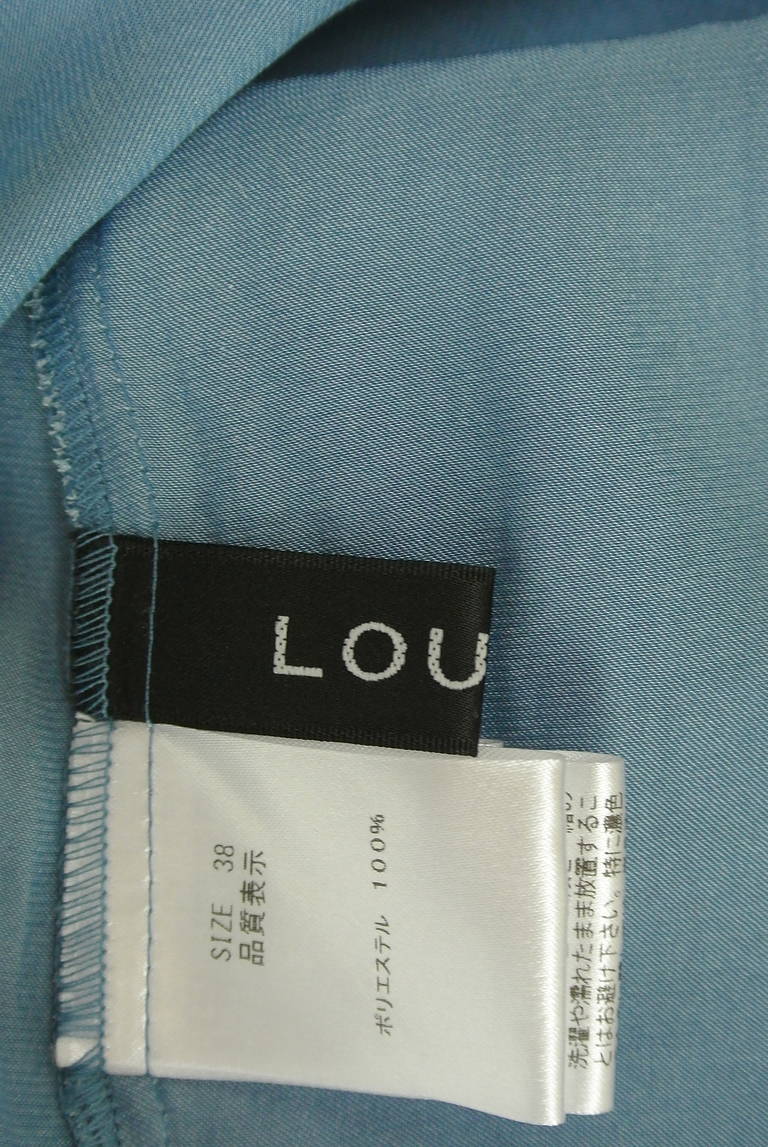 LOU
SIZE 38
品質表示
ポリエステル 100%
洗濯や濡れたまま放置するこ
とはお避け下さい。特に濃色